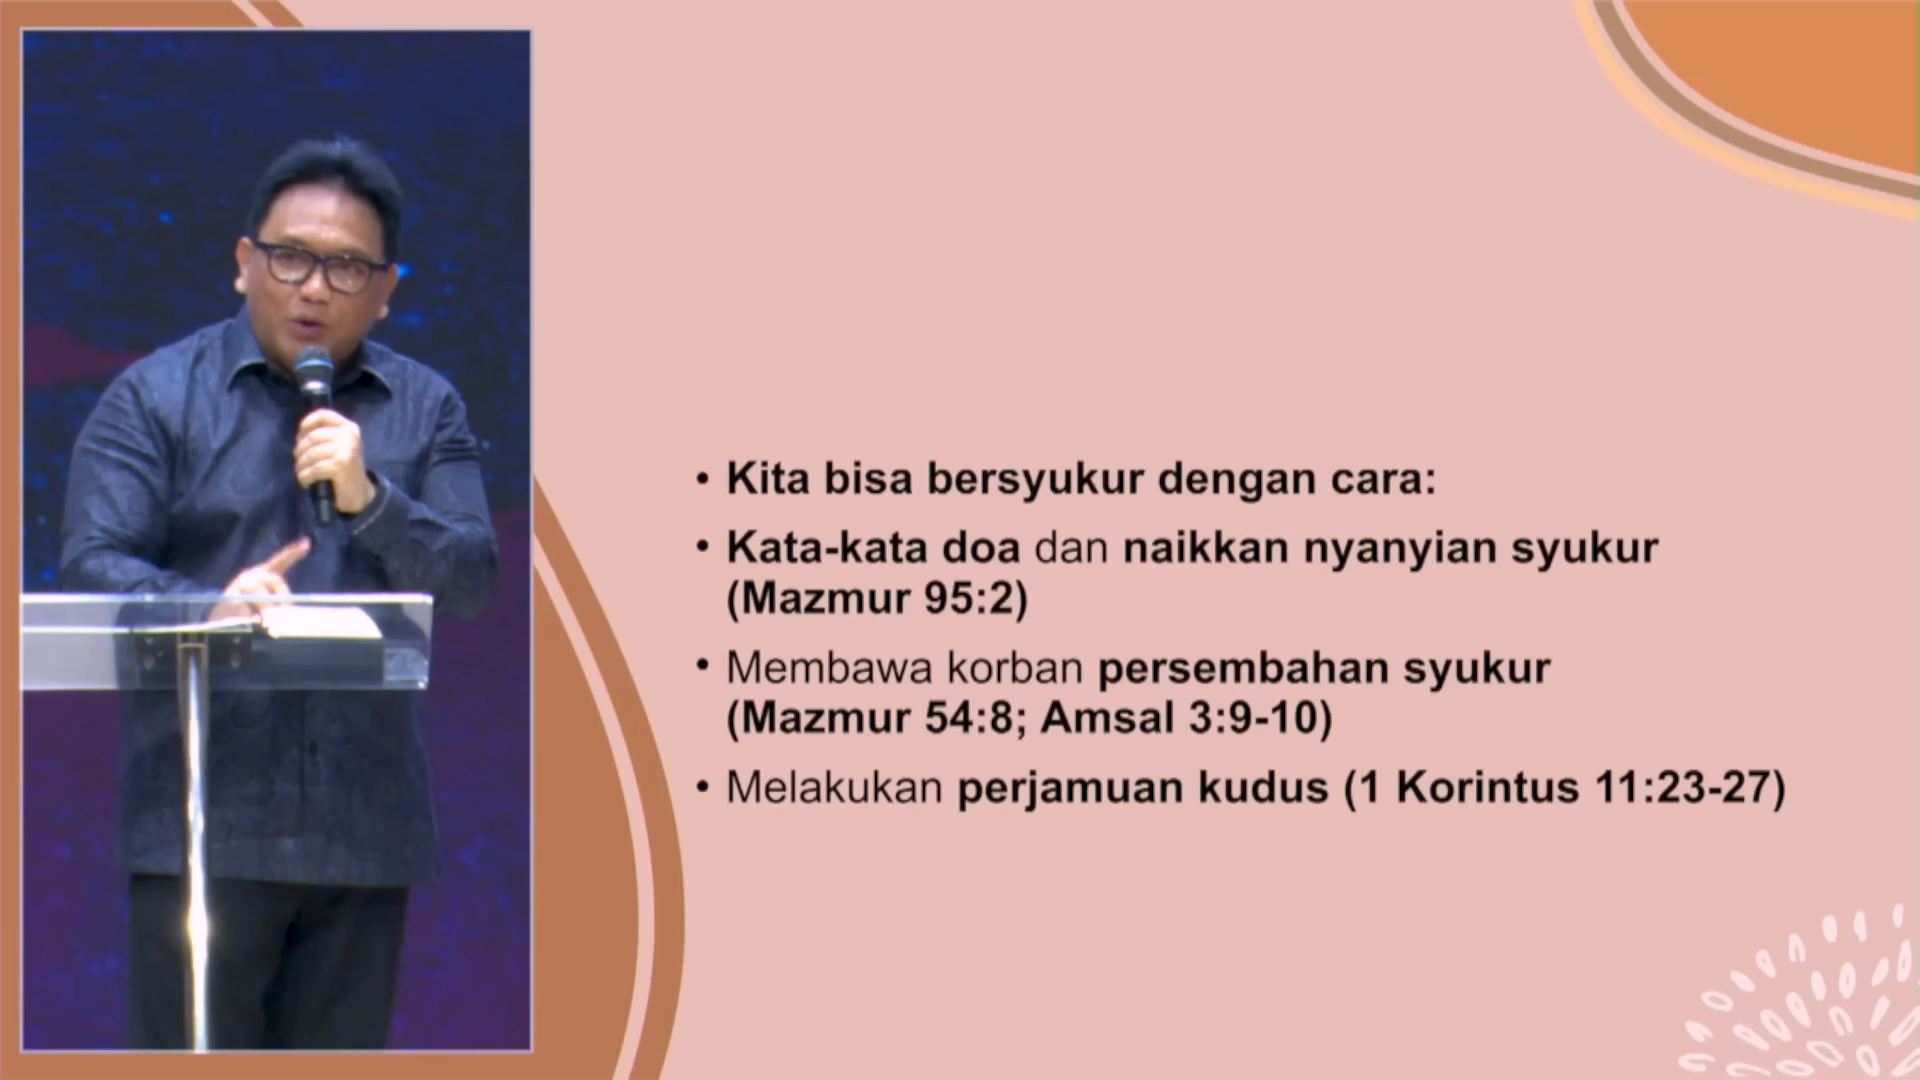 • Kita bisa bersyukur dengan cara:
• Kata-kata doa dan naikkan nyanyian syukur
(Mazmur 95:2)
• Membawa korban persembahan syukur
(Mazmur 54:8; Amsal 3:9-10)
• Melakukan perjamuan kudus (1 Korintus 11:23-27)